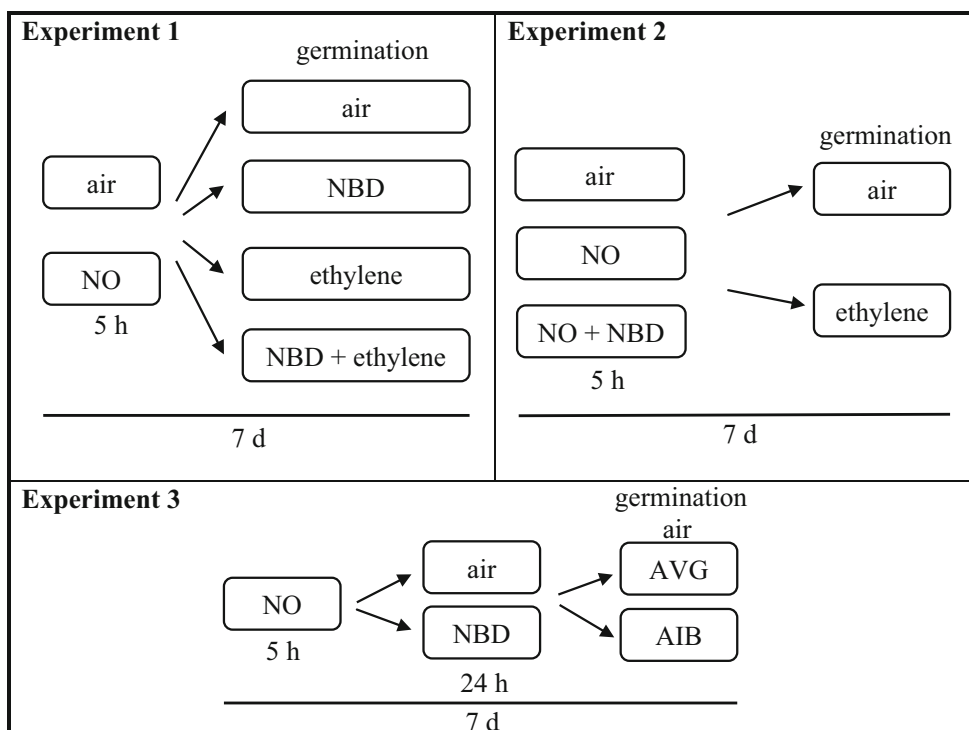 Experiment 1
germination
air
NBD
ethylene
NBD + ethylene
air
NO
5 h
7 d
Experiment 2
germination
air
NO
NO + NBD
5 h
air
ethylene
7 d
Experiment 3
germination
air
NO
5 h
air
NBD
24 h
AVG
AIB
7 d